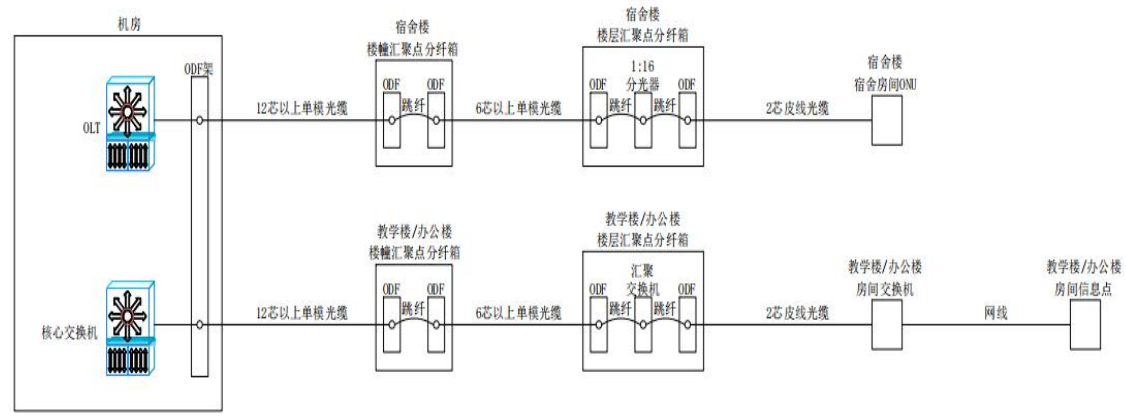 机房
ODF架
OLT
12芯以上单模光缆
宿舍楼
楼幢汇聚点分纤箱
ODF
跳纤
ODF
6芯以上单模光缆
宿舍楼
楼层汇聚点分纤箱
1:16
分光器
ODF
跳纤
跳纤
ODF
2芯皮线光缆
宿舍楼
宿舍房间ONU
核心交换机
12芯以上单模光缆
教学楼/办公楼
楼幢汇聚点分纤箱
ODF
跳纤
ODF
6芯以上单模光缆
教学楼/办公楼
楼层汇聚点分纤箱
汇聚
交换机
ODF
跳纤
跳纤
ODF
2芯皮线光缆
教学楼/办公楼
房间交换机
网线
教学楼/办公楼
房间信息点